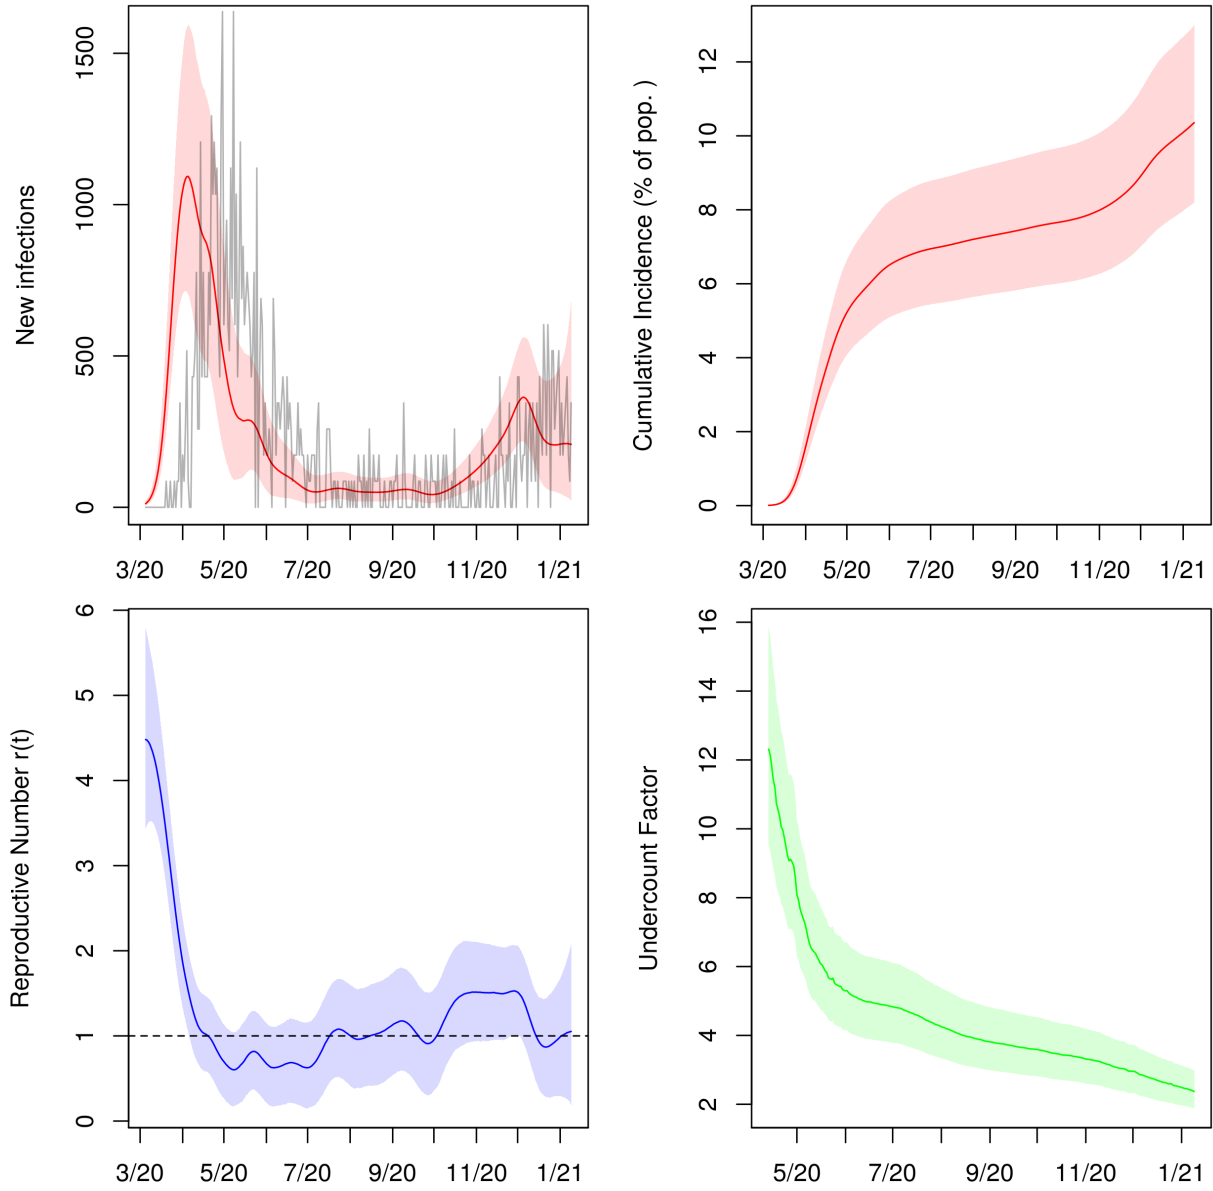 New infections
0 500 1000 1500
3/20 5/20 7/20 9/20 11/20 1/21
Cumulative Incidence (% of pop. )
0 2 4 6 8 10 12
3/20 5/20 7/20 9/20 11/20 1/21
Reproductive Number r(t)
0 1 2 3 4 5 6
3/20 5/20 7/20 9/20 11/20 1/21
Undercount Factor
2 4 6 8 10 12 14 16
5/20 7/20 9/20 11/20 1/21